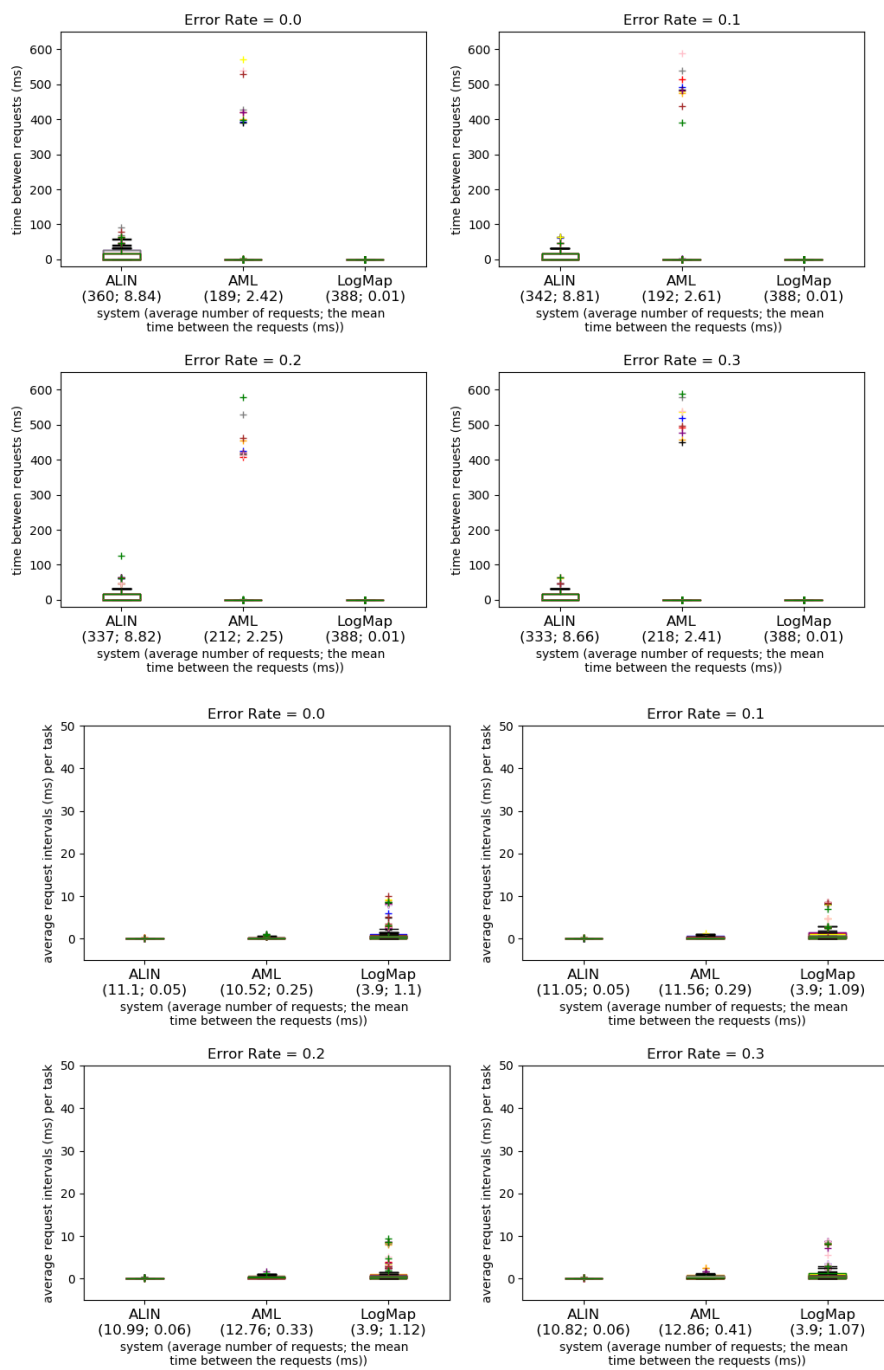 Error Rate = 0.0
time between requests (ms)
600
500
400
300
200
100
0
ALIN
(360; 8.84)
AML
(189; 2.42)
LogMap
(388; 0.01)
system (average number of requests; the mean
time between the requests (ms))
Error Rate = 0.1
time between requests (ms)
600
500
400
300
200
100
0
ALIN
(342; 8.81)
AML
(192; 2.61)
LogMap
(388; 0.01)
system (average number of requests; the mean
time between the requests (ms))
Error Rate = 0.2
time between requests (ms)
600
500
400
300
200
100
0
ALIN
(337; 8.82)
AML
(212; 2.25)
LogMap
(388; 0.01)
system (average number of requests; the mean
time between the requests (ms))
Error Rate = 0.3
time between requests (ms)
600
500
400
300
200
100
0
ALIN
(333; 8.66)
AML
(218; 2.41)
LogMap
(388; 0.01)
system (average number of requests; the mean
time between the requests (ms))
Error Rate = 0.0
average request intervals (ms) per task
50
40
30
20
10
0
ALIN
(11.1; 0.05)
AML
(10.52; 0.25)
LogMap
(3.9; 1.1)
system (average number of requests; the mean
time between the requests (ms))
Error Rate = 0.1
average request intervals (ms) per task
50
40
30
20
10
0
ALIN
(11.05; 0.05)
AML
(11.56; 0.29)
LogMap
(3.9; 1.09)
system (average number of requests; the mean
time between the requests (ms))
Error Rate = 0.2
average request intervals (ms) per task
50
40
30
20
10
0
ALIN
(10.99; 0.06)
AML
(12.76; 0.33)
LogMap
(3.9; 1.12)
system (average number of requests; the mean
time between the requests (ms))
Error Rate = 0.3
average request intervals (ms) per task
50
40
30
20
10
0
ALIN
(10.82; 0.06)
AML
(12.86; 0.41)
LogMap
(3.9; 1.07)
system (average number of requests; the mean
time between the requests (ms))